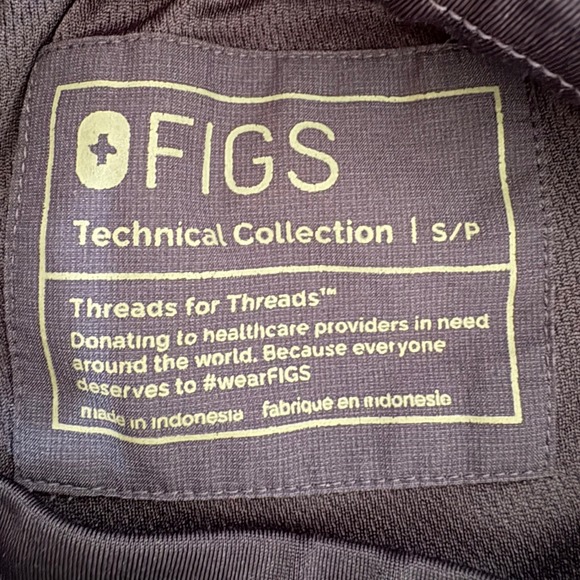 FIGS
Technical Collection | S/P
Threads for Threads™
Donating to healthcare providers in need
around the world. Because everyone
deserves to #wearFIGS
made in indonesia fabriqué en indonésie